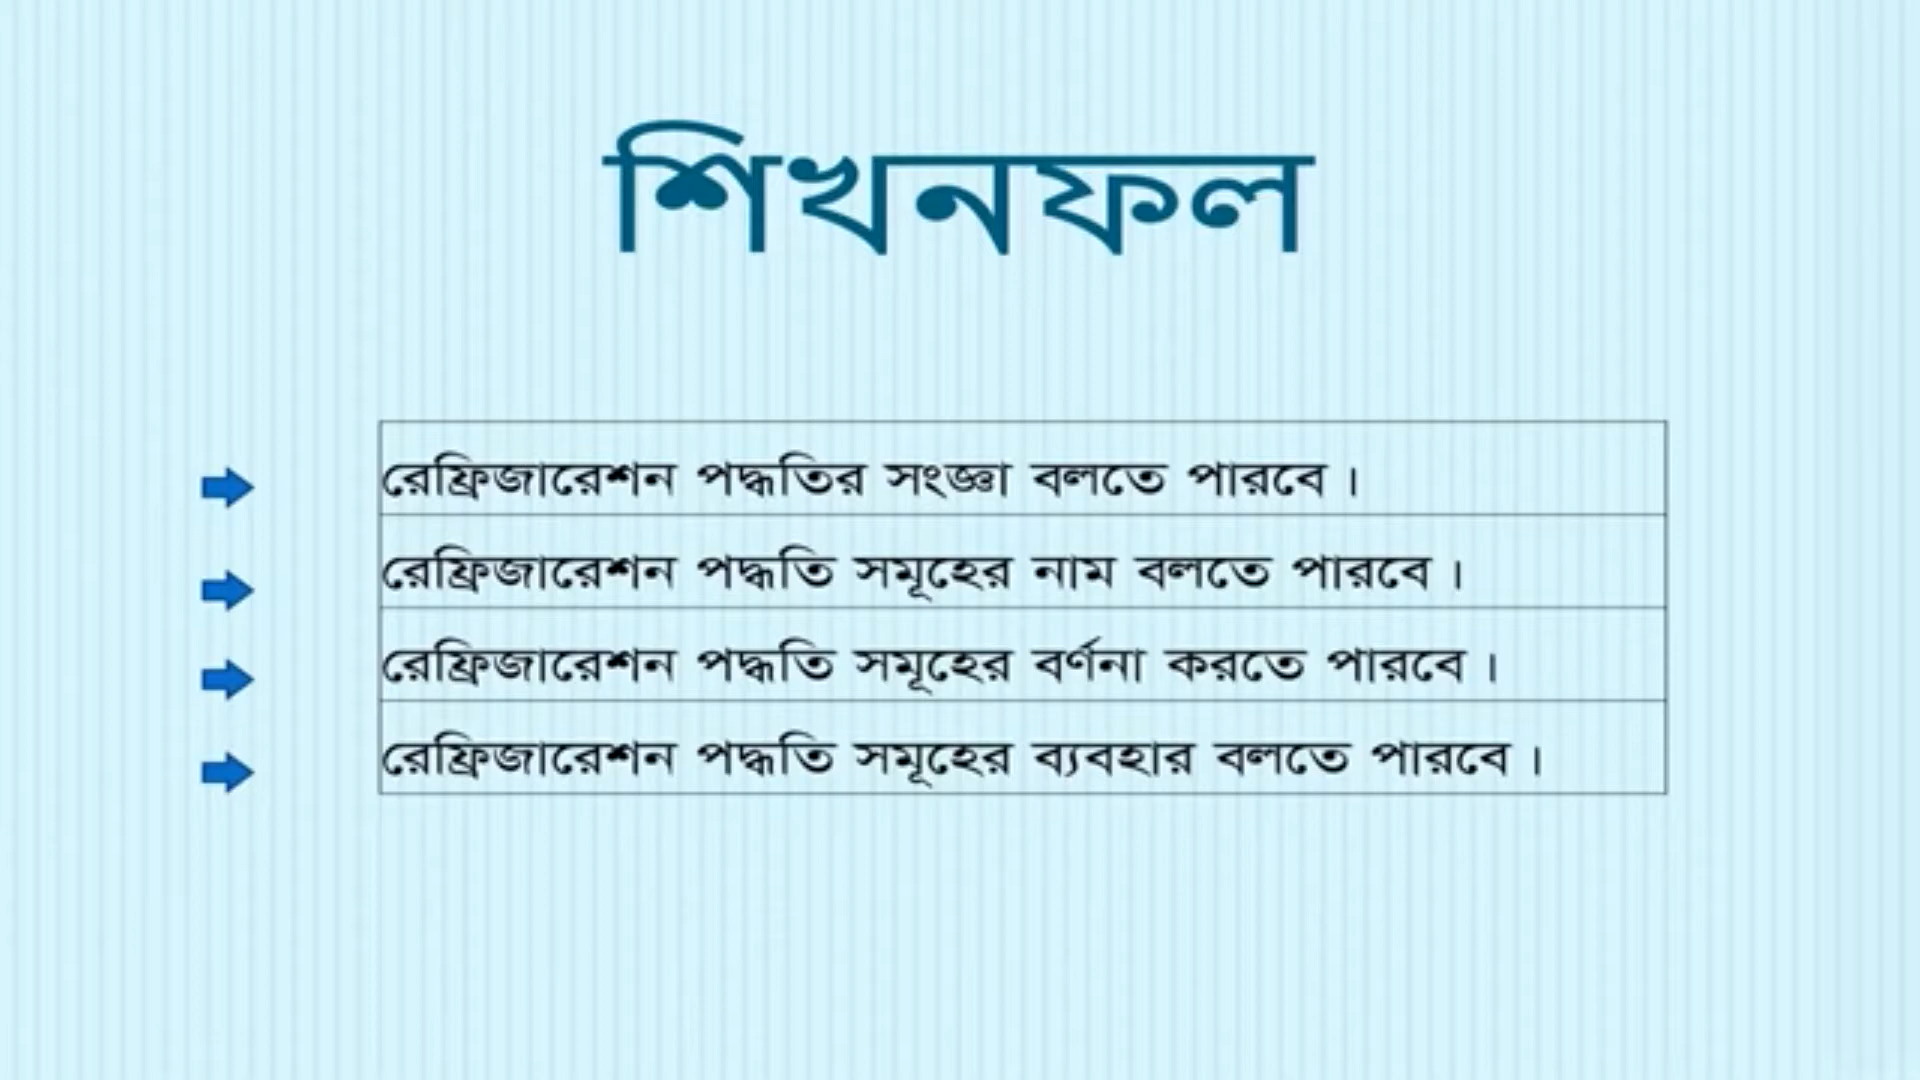 শিখনফল
রেফ্রিজারেশন পদ্ধতির সংজ্ঞা বলতে পারবে ।
রেফ্রিজারেশন পদ্ধতি সমূহের নাম বলতে পারবে ।
রেফ্রিজারেশন পদ্ধতি সমূহের বর্ণনা করতে পারবে ।
রেফ্রিজারেশন পদ্ধতি সমূহের ব্যবহার বলতে পারবে ।